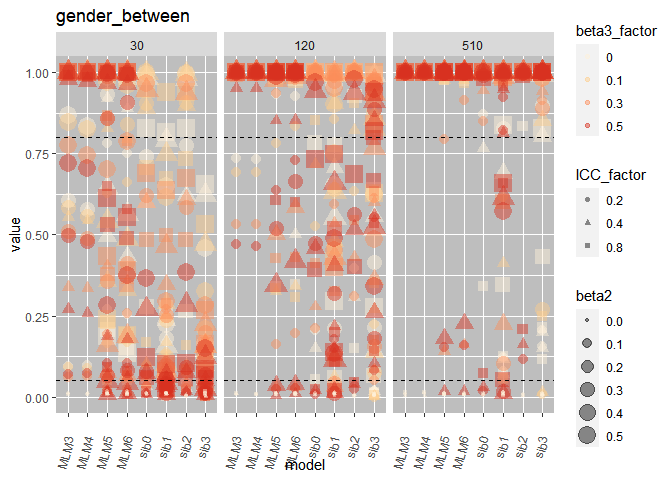 gender_between
30
120
510
value
1.00
0.75
0.50
0.25
0.00
MLM3
MLM4
MLM5
MLM6
sib0
sib1
sib2
sib3
MLM3
MLM4
MLM5
MLM6
sib0
sib1
sib2
sib3
MLM3
MLM4
MLM5
MLM6
sib0
sib1
sib2
sib3
model
beta3_factor
0
0.1
0.3
0.5
ICC_factor
0.2
0.4
0.8
beta2
0.0
0.1
0.2
0.3
0.4
0.5